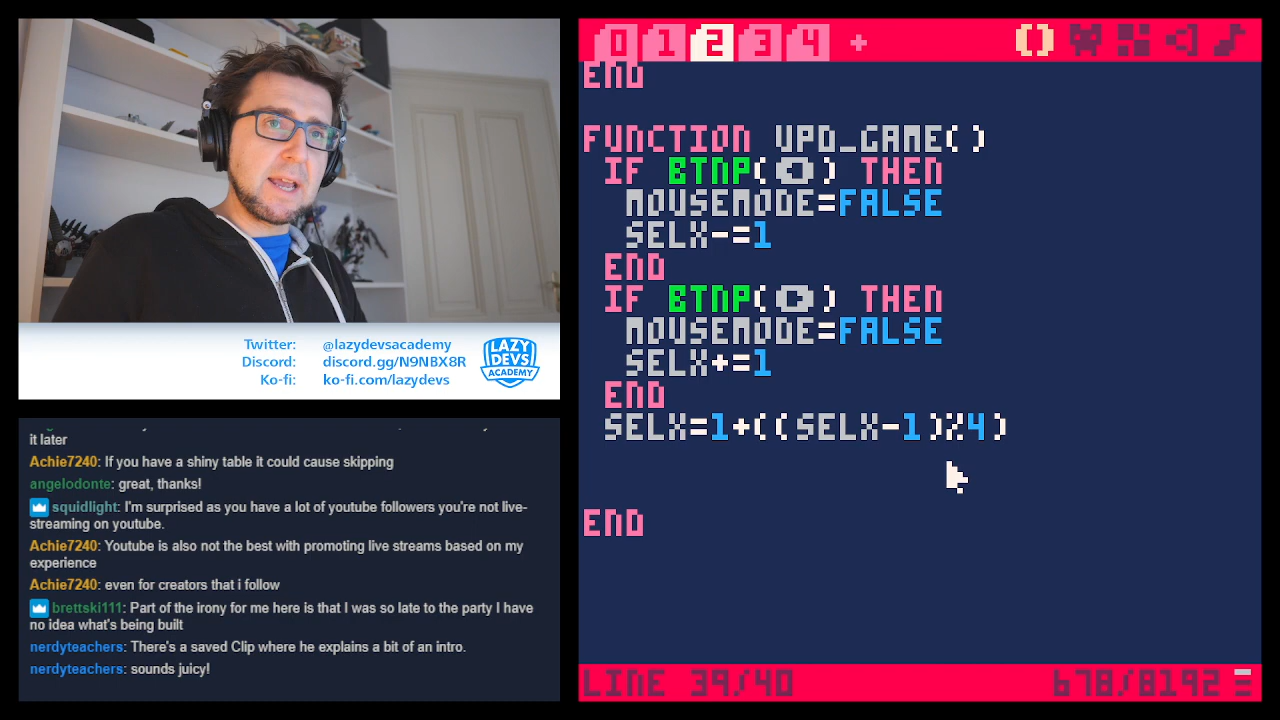 Twitter: @lazydevsacademy
Discord: discord.gg/N9NBX8R
Ko-fi: ko-fi.com/lazydevs
LAZY
DEVS
ACADEMY
it later
Achie7240: If you have a shiny table it could cause skipping
angelodonte: great, thanks!
squidlight: I'm surprised as you have a lot of youtube followers you're not live-
streaming on youtube.
Achie7240: Youtube is also not the best with promoting live streams based on my
experience
Achie7240: even for creators that i follow
brettski111: Part of the irony for me here is that I was so late to the party I have
no idea what's being built
nerdyteachers: There's a saved Clip where he explains a bit of an intro.
nerdyteachers: sounds juicy!
0 1 2 3 4 +
END
FUNCTION UPD_GAME()
IF BTNP(⬅️) THEN
MOUSEMODE=FALSE
SELX-=1
END
IF BTNP(➡️) THEN
MOUSEMODE=FALSE
SELX+=1
END
SELX=1+((SELX-1)%4)
END
LINE 39/40
678/8192